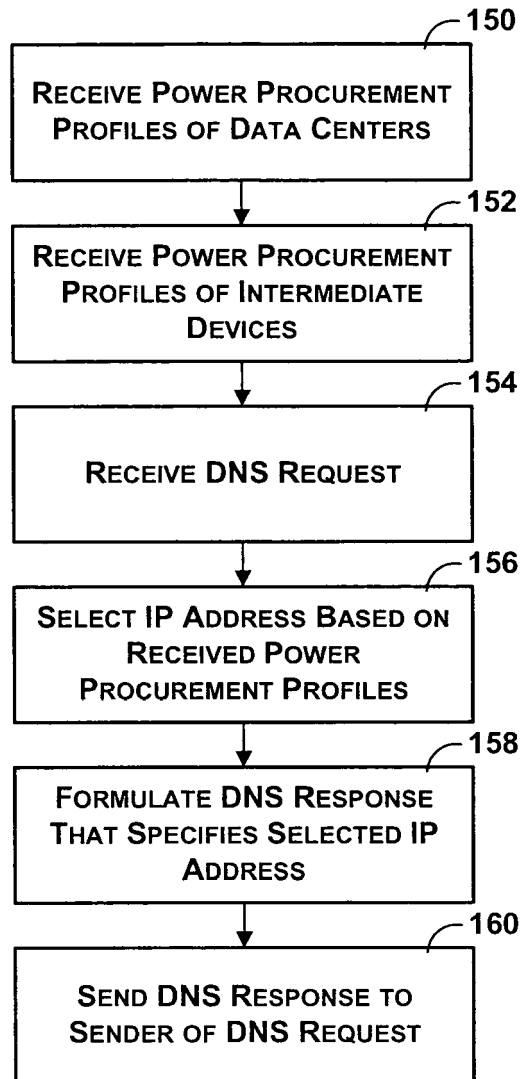 150
RECEIVE POWER PROCUREMENT
PROFILES OF DATA CENTERS
152
RECEIVE POWER PROCUREMENT
PROFILES OF INTERMEDIATE
DEVICES
154
RECEIVE DNS REQUEST
156
SELECT IP ADDRESS BASED ON
RECEIVED POWER
PROCUREMENT PROFILES
158
FORMULATE DNS RESPONSE
THAT SPECIFIES SELECTED IP
ADDRESS
160
SEND DNS RESPONSE TO
SENDER OF DNS REQUEST